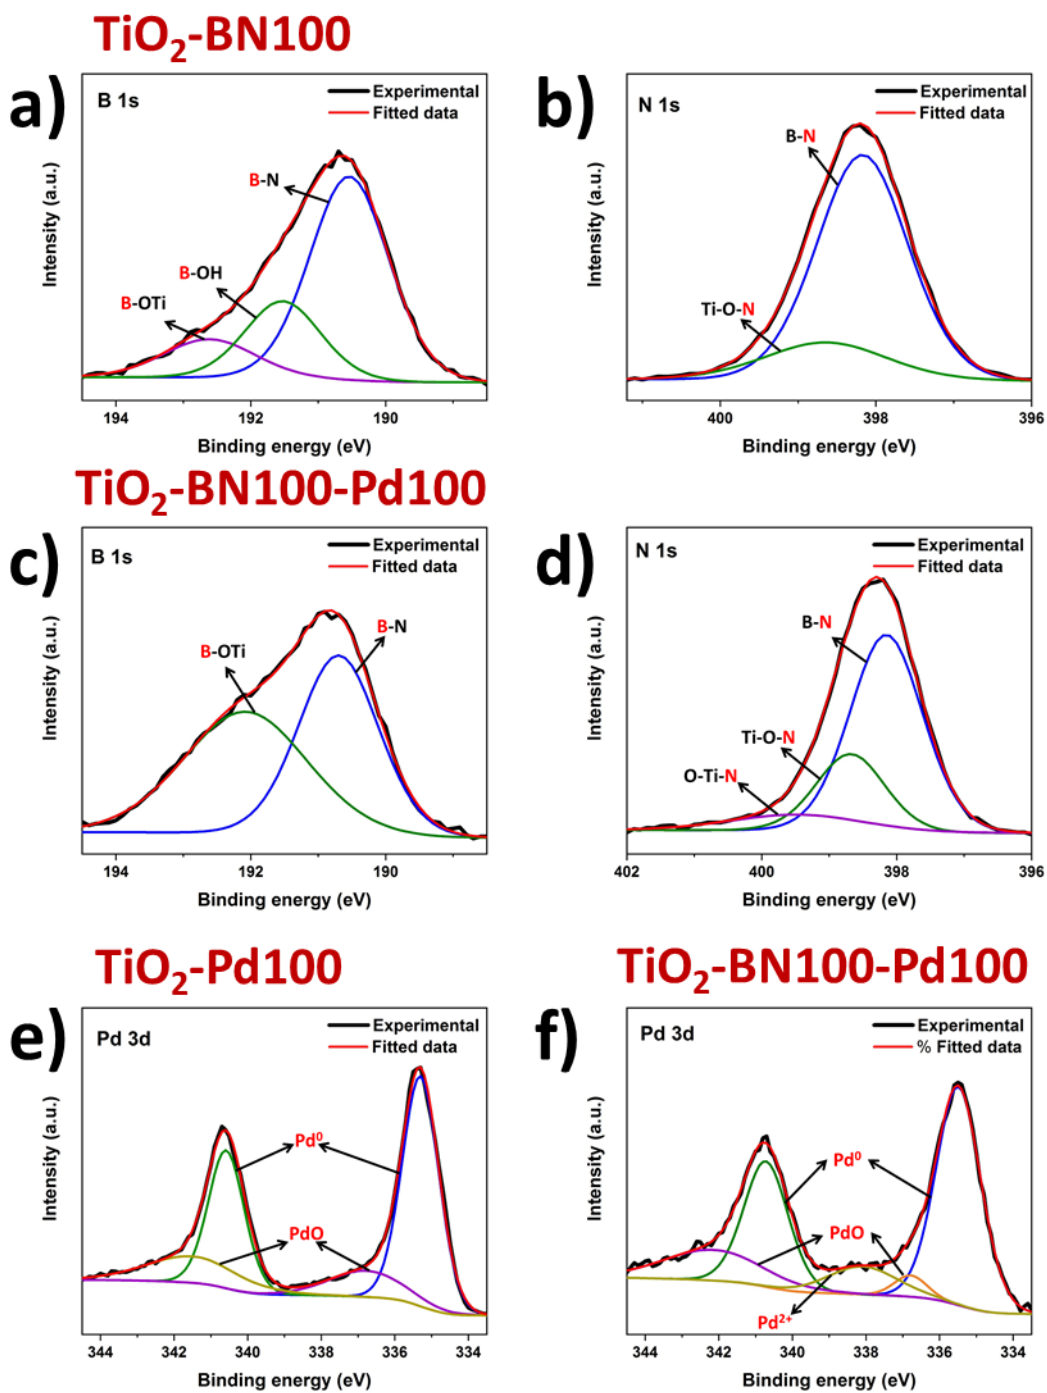 TiO₂-BN100
a)
B 1s
Experimental
Fitted data
B-N
B-OH
B-OTi
Intensity (a.u.)
194 192 190
Binding energy (eV)
b)
N 1s
Experimental
Fitted data
B-N
Ti-O-N
Intensity (a.u.)
400 398 396
Binding energy (eV)
TiO₂-BN100-Pd100
c)
B 1s
Experimental
Fitted data
B-N
B-OTi
Intensity (a.u.)
194 192 190
Binding energy (eV)
d)
N 1s
Experimental
Fitted data
B-N
Ti-O-N
O-Ti-N
Intensity (a.u.)
402 400 398 396
Binding energy (eV)
TiO₂-Pd100
e)
Pd 3d
Experimental
Fitted data
Pd⁰
PdO
Intensity (a.u.)
344 342 340 338 336 334
Binding energy (eV)
TiO₂-BN100-Pd100
f)
Pd 3d
Experimental
% Fitted data
Pd⁰
PdO
Pd²⁺
Intensity (a.u.)
344 342 340 338 336 334
Binding energy (eV)